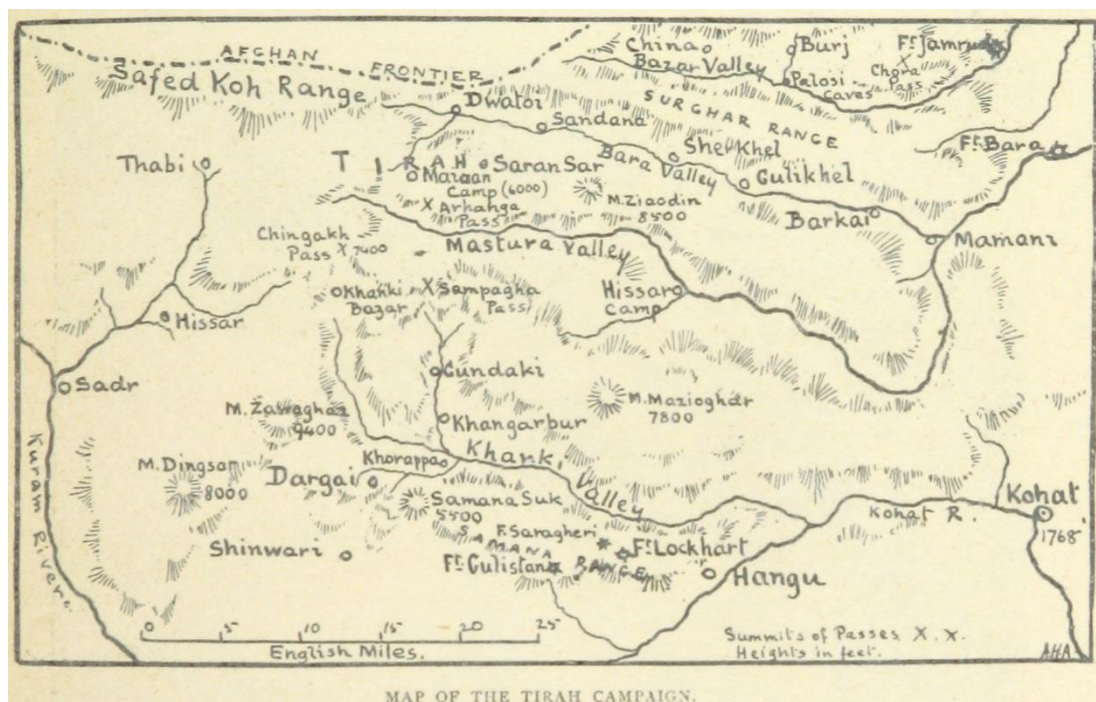 AFGHAN
FRONTIER
Safed Koh Range
China
Burj
Ft. Jamrud
Bazar Valley
Chora
Pass
Palosi
Caves
SURGHAR RANGE
Dwatoi
Sandana
Thabi
TIRAH
Saran Sar
Maidan
Camp (6000)
Arhanga
Pass
Bara Valley
Shel Khel
Gulikhel
Ft. Bara
M. Ziaodin
8500
Barkai
Mamani
Chingakh
Pass X 7400
Mastura Valley
Khanki
Bazar
X Sampagha
Pass
Hissar
Camp
Hissar
Sadr
Gundaki
M. Mazioghar
7800
M. Zawaghar
9400
Khangarbur
Khorappa
Khanki
Valley
M. Dingsar
8000
Dargai
Samana Suk
5500
Kohat R.
Kohat
1768
Kuram River
Shinwari
F. Saragheri
SAMANA
RANGE
Ft. Lockhart
Ft. Gulistan
Hangu
0 5 10 15 20 25
English Miles.
Summits of Passes X. X.
Heights in feet.
A.H.A.
MAP OF THE TIRAH CAMPAIGN.